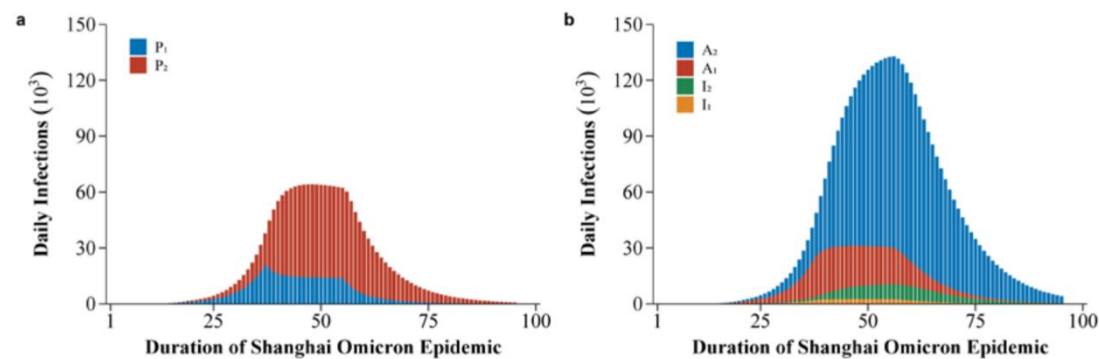 a
150
120
90
60
30
0
Daily Infections (10³)
P₁
P₂
1 25 50 75 100
Duration of Shanghai Omicron Epidemic
b
150
120
90
60
30
0
Daily Infections (10³)
A₂
A₁
I₂
I₁
1 25 50 75 100
Duration of Shanghai Omicron Epidemic